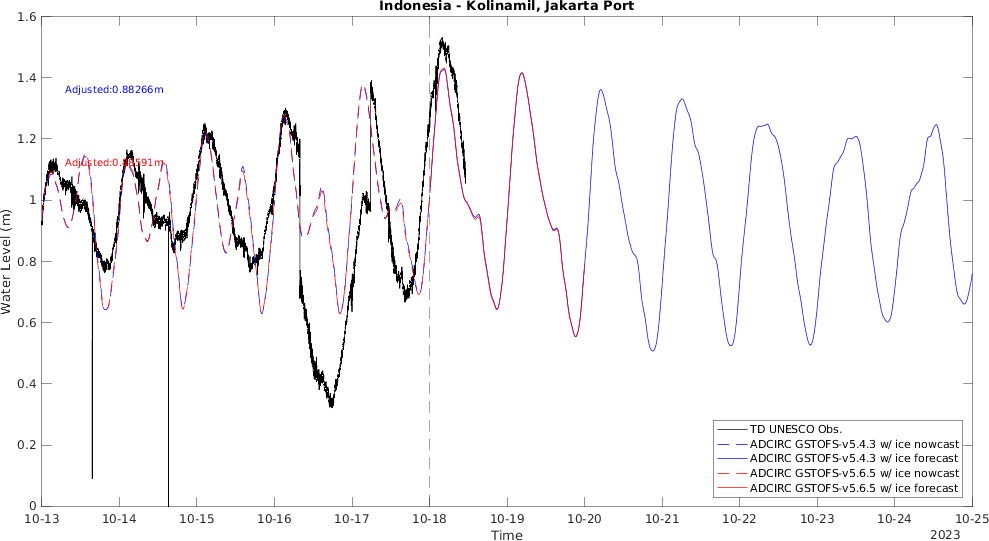 Indonesia - Kolinamil, Jakarta Port
Water Level (m)
1.6
1.4
1.2
1
0.8
0.6
0.4
0.2
0
Adjusted:0.88266m
TD UNESCO Obs.
ADCIRC GSTOFS-v5.4.3 w/ ice nowcast
ADCIRC GSTOFS-v5.4.3 w/ ice forecast
ADCIRC GSTOFS-v5.6.5 w/ ice nowcast
ADCIRC GSTOFS-v5.6.5 w/ ice forecast
10-13 10-14 10-15 10-16 10-17 10-18 10-19 10-20 10-21 10-22 10-23 10-24 10-25
Time
2023